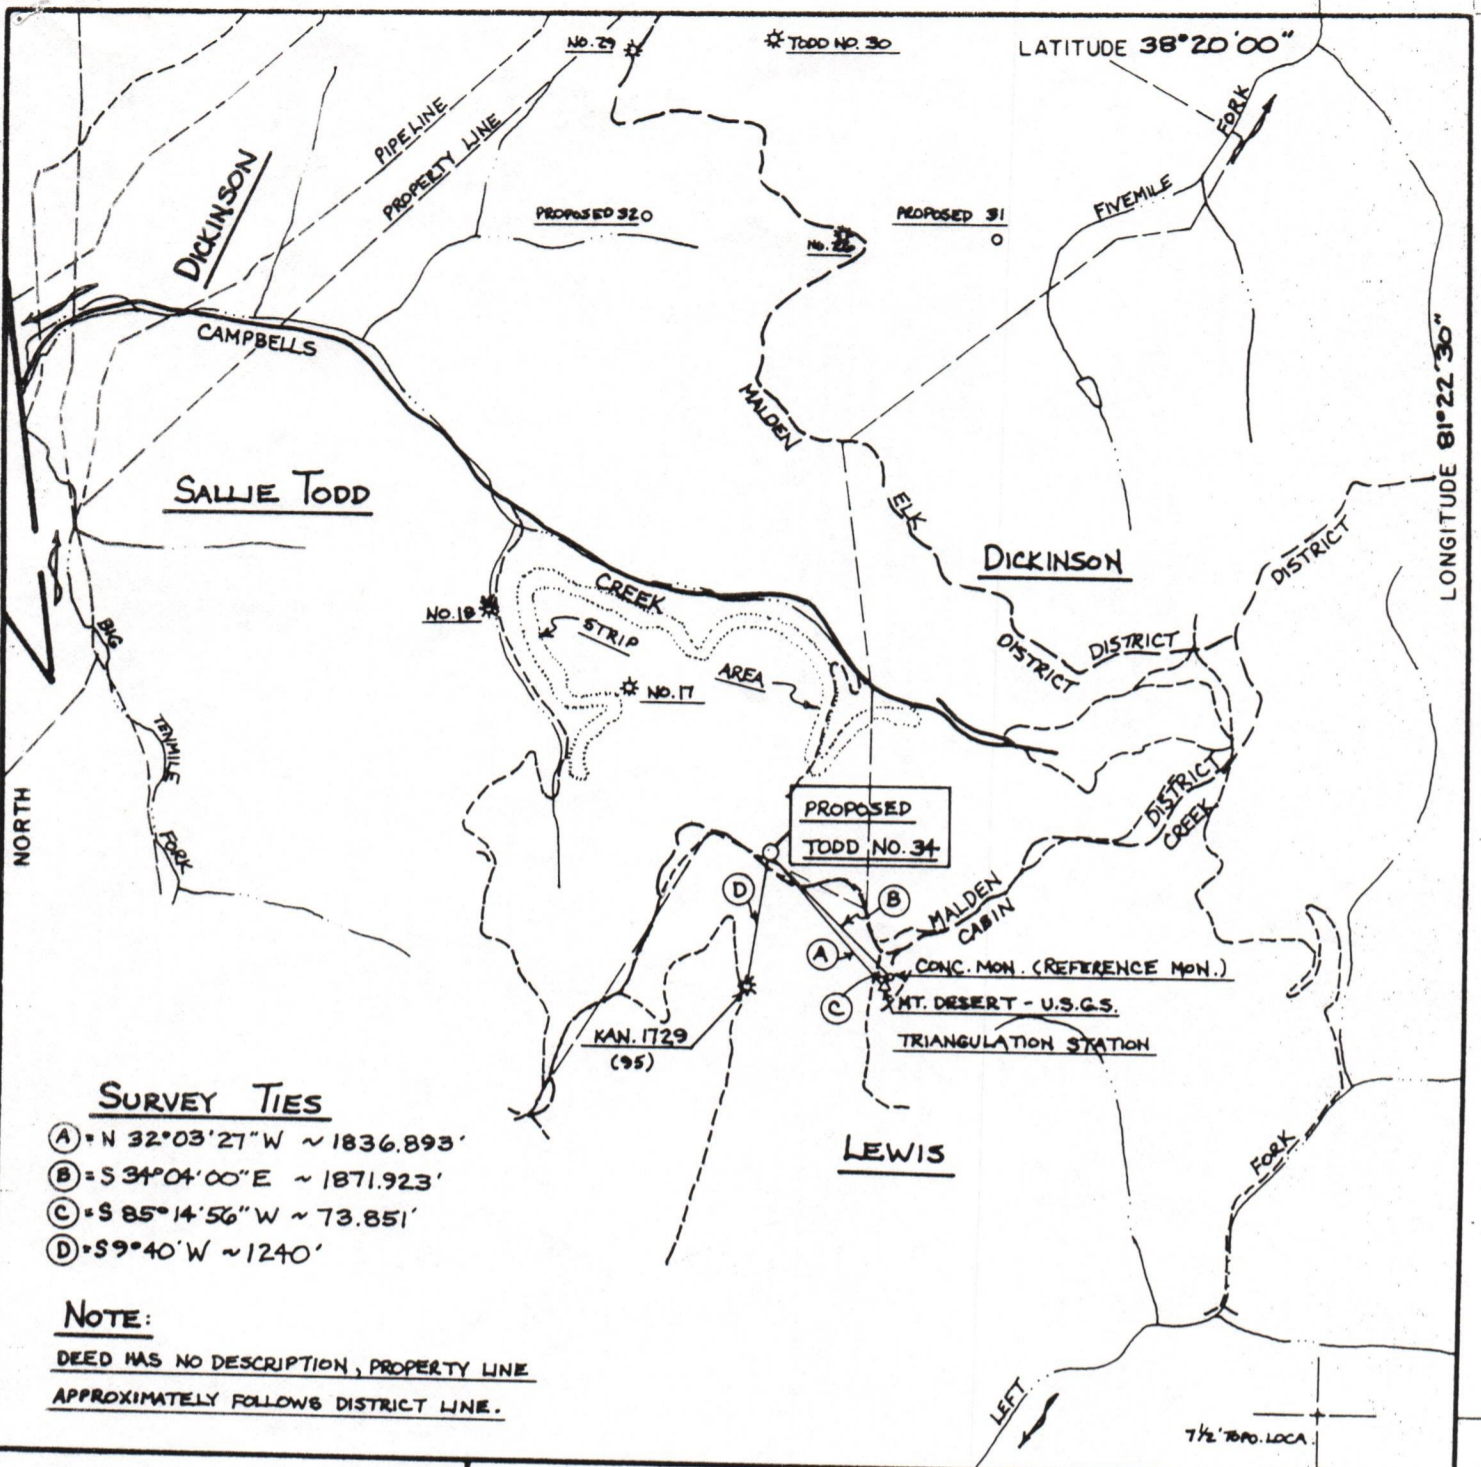 No. 29
TODD NO. 30
LATITUDE 38°20'00"
FORK
PIPELINE
PROPERTY LINE
DICKINSON
PROPOSED 32
PROPOSED 31
FIVEMILE
CAMPBELLS
MALDEN
ELK
LONGITUDE 81°22'30"
SALLIE TODD
DICKINSON
DISTRICT
CREEK
NO. 18
STRIP
DISTRICT
DISTRICT
NO. 17
AREA
BIG
TENMILE
FORK
NORTH
PROPOSED
TODD NO. 34
DISTRICT
CREEK
D
B
MALDEN
CABIN
A
CONC. MON. (REFERENCE MON.)
C
MT. DESERT - U.S.G.S.
TRIANGULATION STATION
KAN. 1729
(95)
SURVEY TIES
A = N 32°03'27"W ~ 1836.893'
B = S 34°04'00"E ~ 1871.923'
C = S 85°14'56"W ~ 73.851'
D = S9°40'W ~ 1240'
LEWIS
FORK
NOTE:
DEED HAS NO DESCRIPTION, PROPERTY LINE
APPROXIMATELY FOLLOWS DISTRICT LINE.
LEFT
7½' TOPO. LOCA.